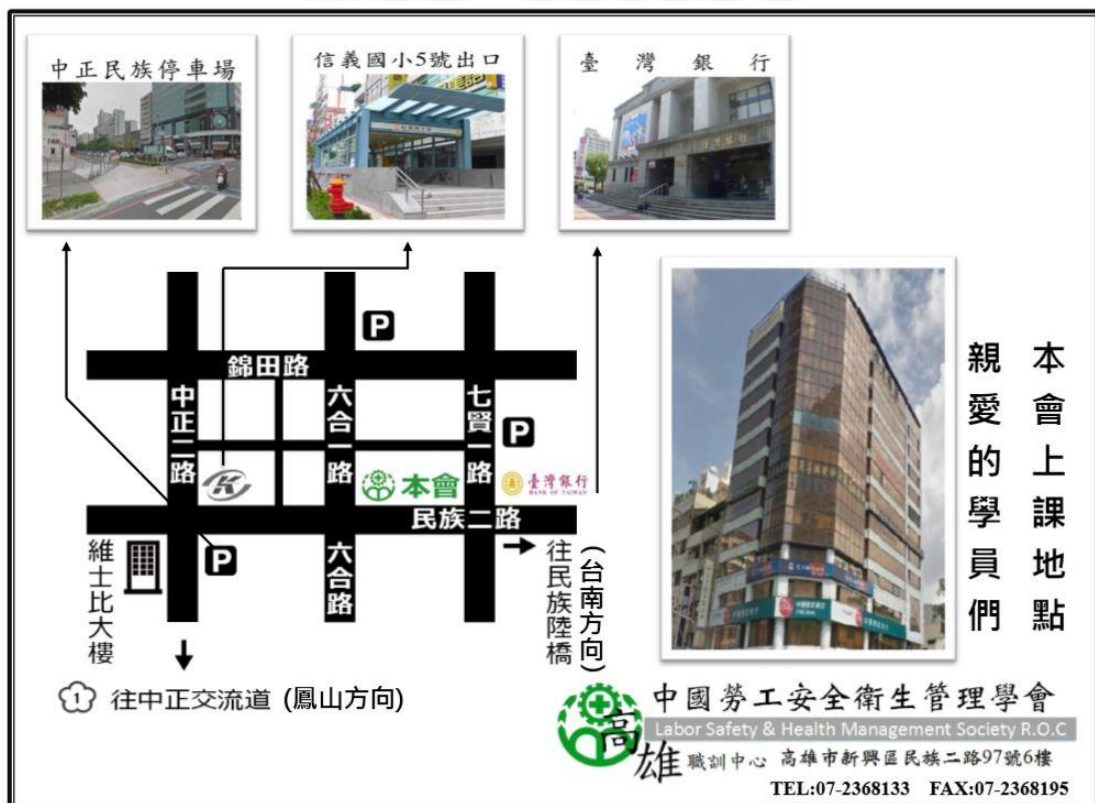 中正民族停車場
信義國小5號出口
臺灣銀行
P
錦田路
中正二路
六合一路
七賢一路
P
K
本會
臺灣銀行
BANK OF TAIWAN
民族二路
維士比大樓
P
六合路
往民族陸橋
(台南方向)
1 往中正交流道 (鳳山方向)
本會上課地點
親愛的學員們
中國勞工安全衛生管理學會
Labor Safety & Health Management Society R.O.C
高雄職訓中心 高雄市新興區民族二路97號6樓
TEL:07-2368133 FAX:07-2368195